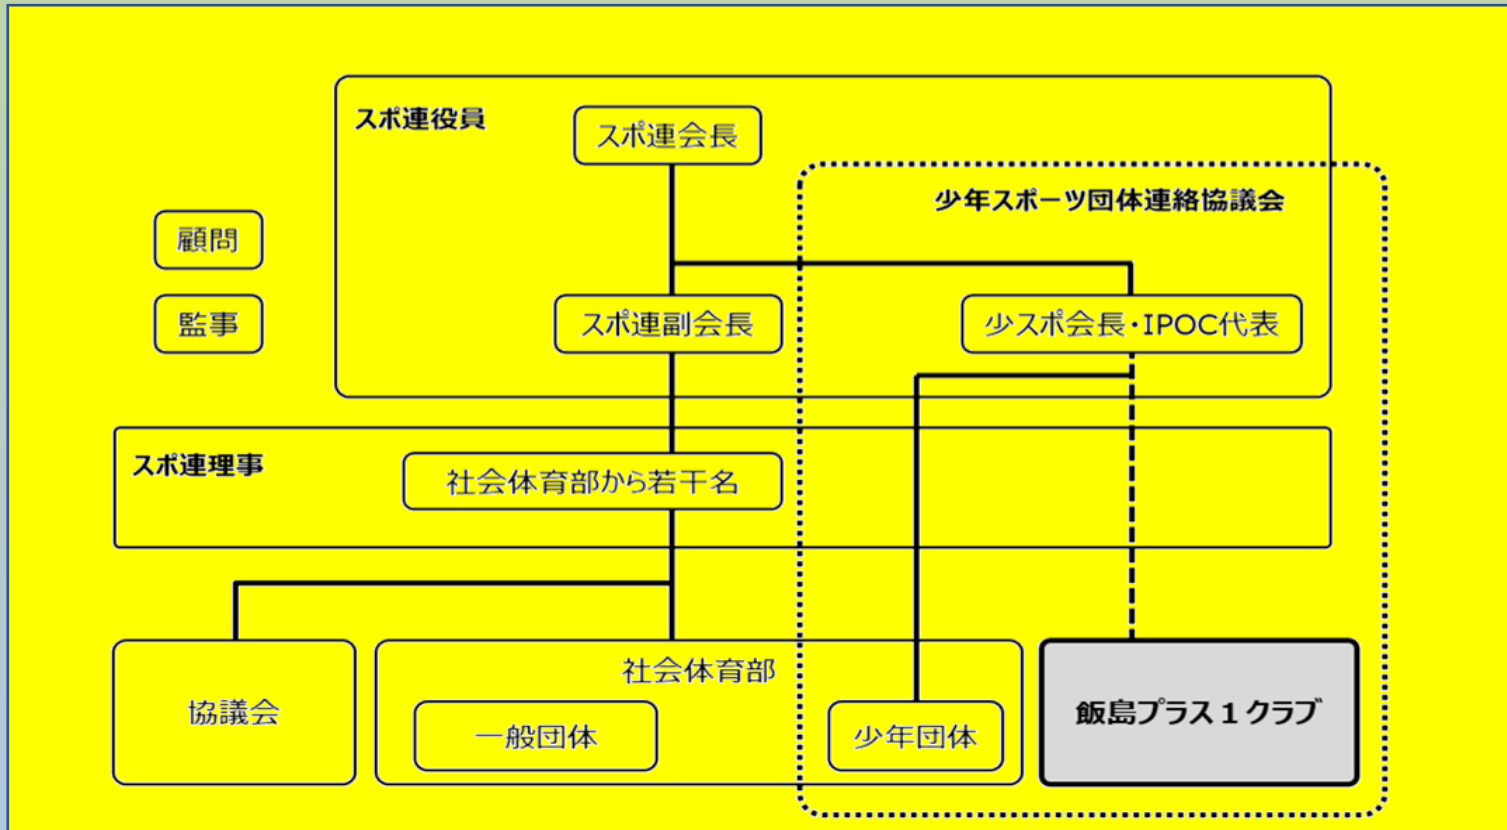 スポ連役員
スポ連会長
少年スポーツ団体連絡協議会
顧問
監事
スポ連副会長
少スポ会長・IPOC代表
スポ連理事
社会体育部から若干名
協議会
社会体育部
一般団体
少年団体
飯島プラス１クラブ